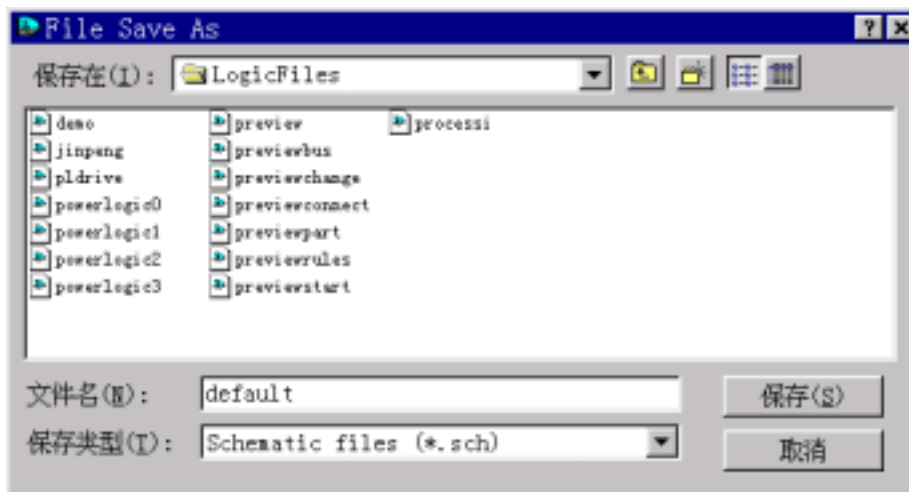 File Save As
保存在(I): LogicFiles
demo preview processi
jinpeng previewbus
pldrive previewchange
powerlogic0 previewconnect
powerlogic1 previewpart
powerlogic2 previewrules
powerlogic3 previewstart
文件名(N): default 保存(S)
保存类型(T): Schematic files (*.sch) 取消